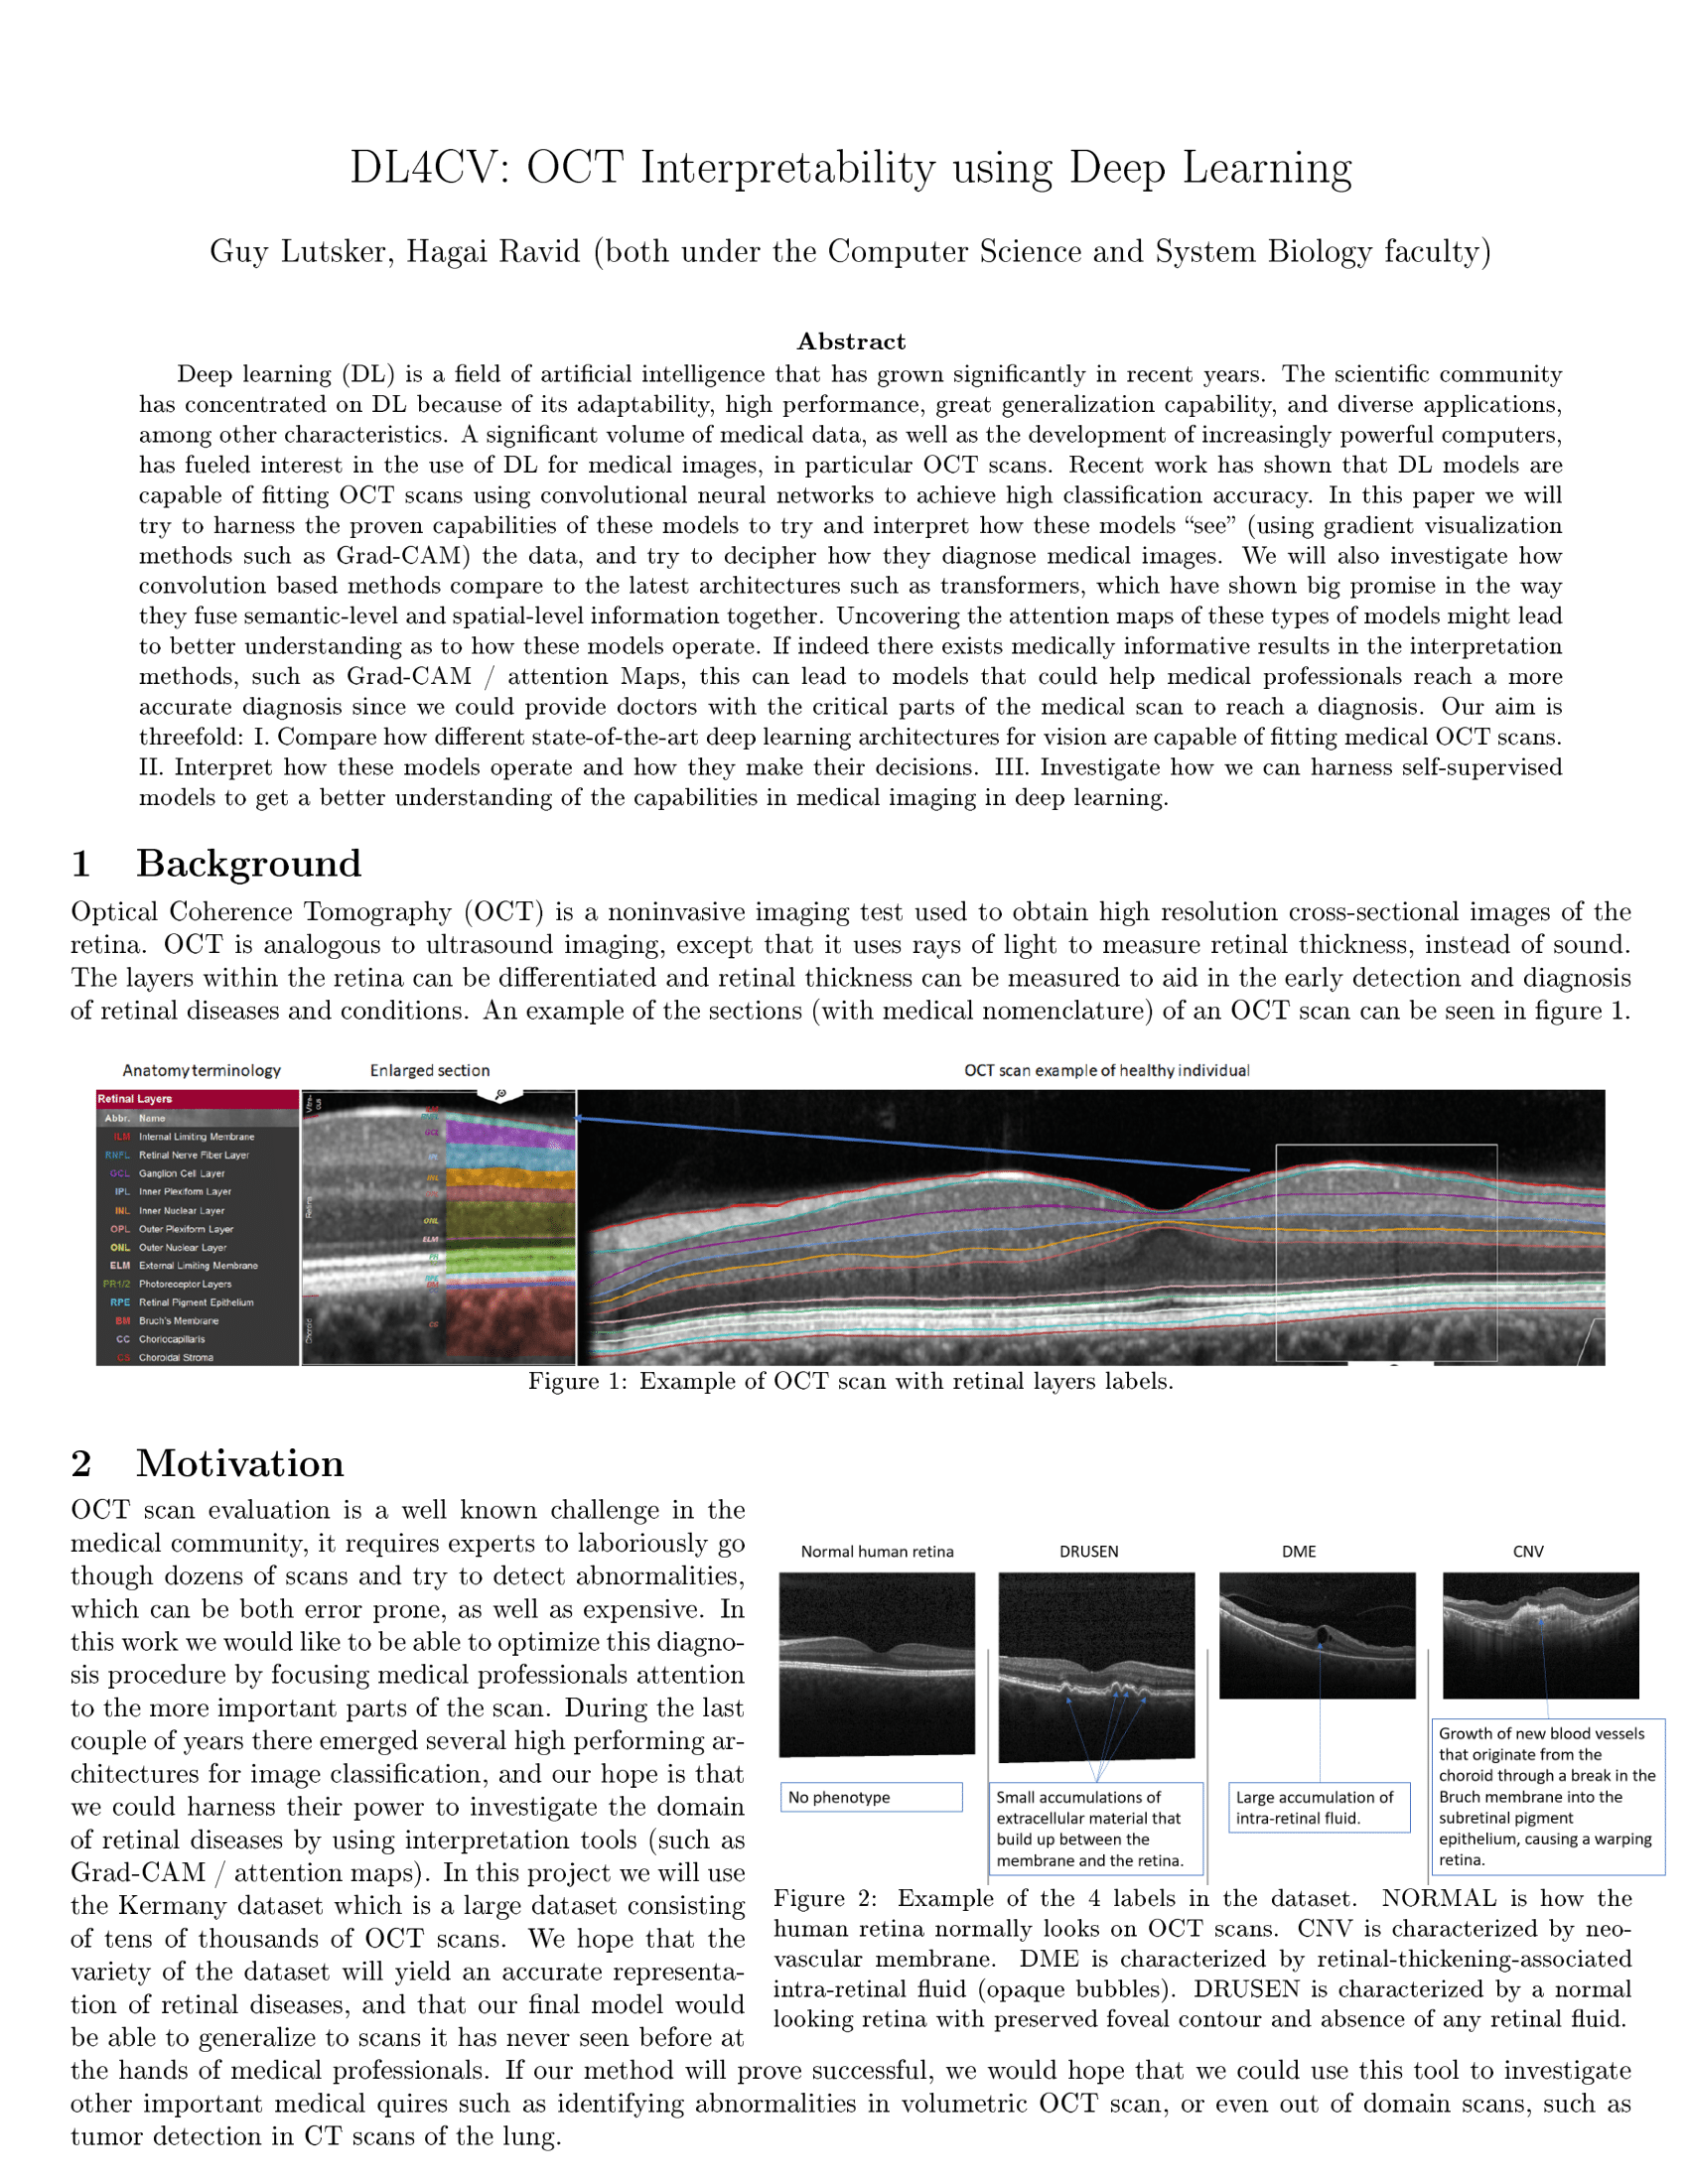 DL4CV: OCT Interpretability using Deep Learning
Guy Lutsker, Hagai Ravid (both under the Computer Science and System Biology faculty)
Abstract
Deep learning (DL) is a field of artificial intelligence that has grown significantly in recent years. The scientific community
has concentrated on DL because of its adaptability, high performance, great generalization capability, and diverse applications,
among other characteristics. A significant volume of medical data, as well as the development of increasingly powerful computers,
has fueled interest in the use of DL for medical images, in particular OCT scans. Recent work has shown that DL models are
capable of fitting OCT scans using convolutional neural networks to achieve high classification accuracy. In this paper we will
try to harness the proven capabilities of these models to try and interpret how these models “see” (using gradient visualization
methods such as Grad-CAM) the data, and try to decipher how they diagnose medical images. We will also investigate how
convolution based methods compare to the latest architectures such as transformers, which have shown big promise in the way
they fuse semantic-level and spatial-level information together. Uncovering the attention maps of these types of models might lead
to better understanding as to how these models operate. If indeed there exists medically informative results in the interpretation
methods, such as Grad-CAM / attention Maps, this can lead to models that could help medical professionals reach a more
accurate diagnosis since we could provide doctors with the critical parts of the medical scan to reach a diagnosis. Our aim is
threefold: I. Compare how different state-of-the-art deep learning architectures for vision are capable of fitting medical OCT scans.
II. Interpret how these models operate and how they make their decisions. III. Investigate how we can harness self-supervised
models to get a better understanding of the capabilities in medical imaging in deep learning.
1 Background
Optical Coherence Tomography (OCT) is a noninvasive imaging test used to obtain high resolution cross-sectional images of the
retina. OCT is analogous to ultrasound imaging, except that it uses rays of light to measure retinal thickness, instead of sound.
The layers within the retina can be differentiated and retinal thickness can be measured to aid in the early detection and diagnosis
of retinal diseases and conditions. An example of the sections (with medical nomenclature) of an OCT scan can be seen in figure 1.
Anatomy terminology
Enlarged section
OCT scan example of healthy individual
Retinal Layers
Abbr. Name
ILM Internal Limiting Membrane
RNFL Retinal Nerve Fiber Layer
GCL Ganglion Cell Layer
IPL Inner Plexiform Layer
INL Inner Nuclear Layer
OPL Outer Plexiform Layer
ONL Outer Nuclear Layer
ELM External Limiting Membrane
PR1/2 Photoreceptor Layers
RPE Retinal Pigment Epithelium
BM Bruch's Membrane
CC Choriocapillaris
CS Choroidal Stroma
Retina
Choroid
GCL
IPL
INL
ONL
ELM
PR
RPE
CS
Figure 1: Example of OCT scan with retinal layers labels.
2 Motivation
OCT scan evaluation is a well known challenge in the
medical community, it requires experts to laboriously go
though dozens of scans and try to detect abnormalities,
which can be both error prone, as well as expensive. In
this work we would like to be able to optimize this diagno-
sis procedure by focusing medical professionals attention
to the more important parts of the scan. During the last
couple of years there emerged several high performing ar-
chitectures for image classification, and our hope is that
we could harness their power to investigate the domain
of retinal diseases by using interpretation tools (such as
Grad-CAM / attention maps). In this project we will use
the Kermany dataset which is a large dataset consisting
of tens of thousands of OCT scans. We hope that the
variety of the dataset will yield an accurate representa-
tion of retinal diseases, and that our final model would
be able to generalize to scans it has never seen before at
the hands of medical professionals. If our method will prove successful, we would hope that we could use this tool to investigate
other important medical quires such as identifying abnormalities in volumetric OCT scan, or even out of domain scans, such as
tumor detection in CT scans of the lung.
Normal human retina
DRUSEN
DME
CNV
No phenotype
Small accumulations of
extracellular material that
build up between the
membrane and the retina.
Large accumulation of
intra-retinal fluid.
Growth of new blood vessels
that originate from the
choroid through a break in the
Bruch membrane into the
subretinal pigment
epithelium, causing a warping
retina.
Figure 2: Example of the 4 labels in the dataset. NORMAL is how the
human retina normally looks on OCT scans. CNV is characterized by neo-
vascular membrane. DME is characterized by retinal-thickening-associated
intra-retinal fluid (opaque bubbles). DRUSEN is characterized by a normal
looking retina with preserved foveal contour and absence of any retinal fluid.